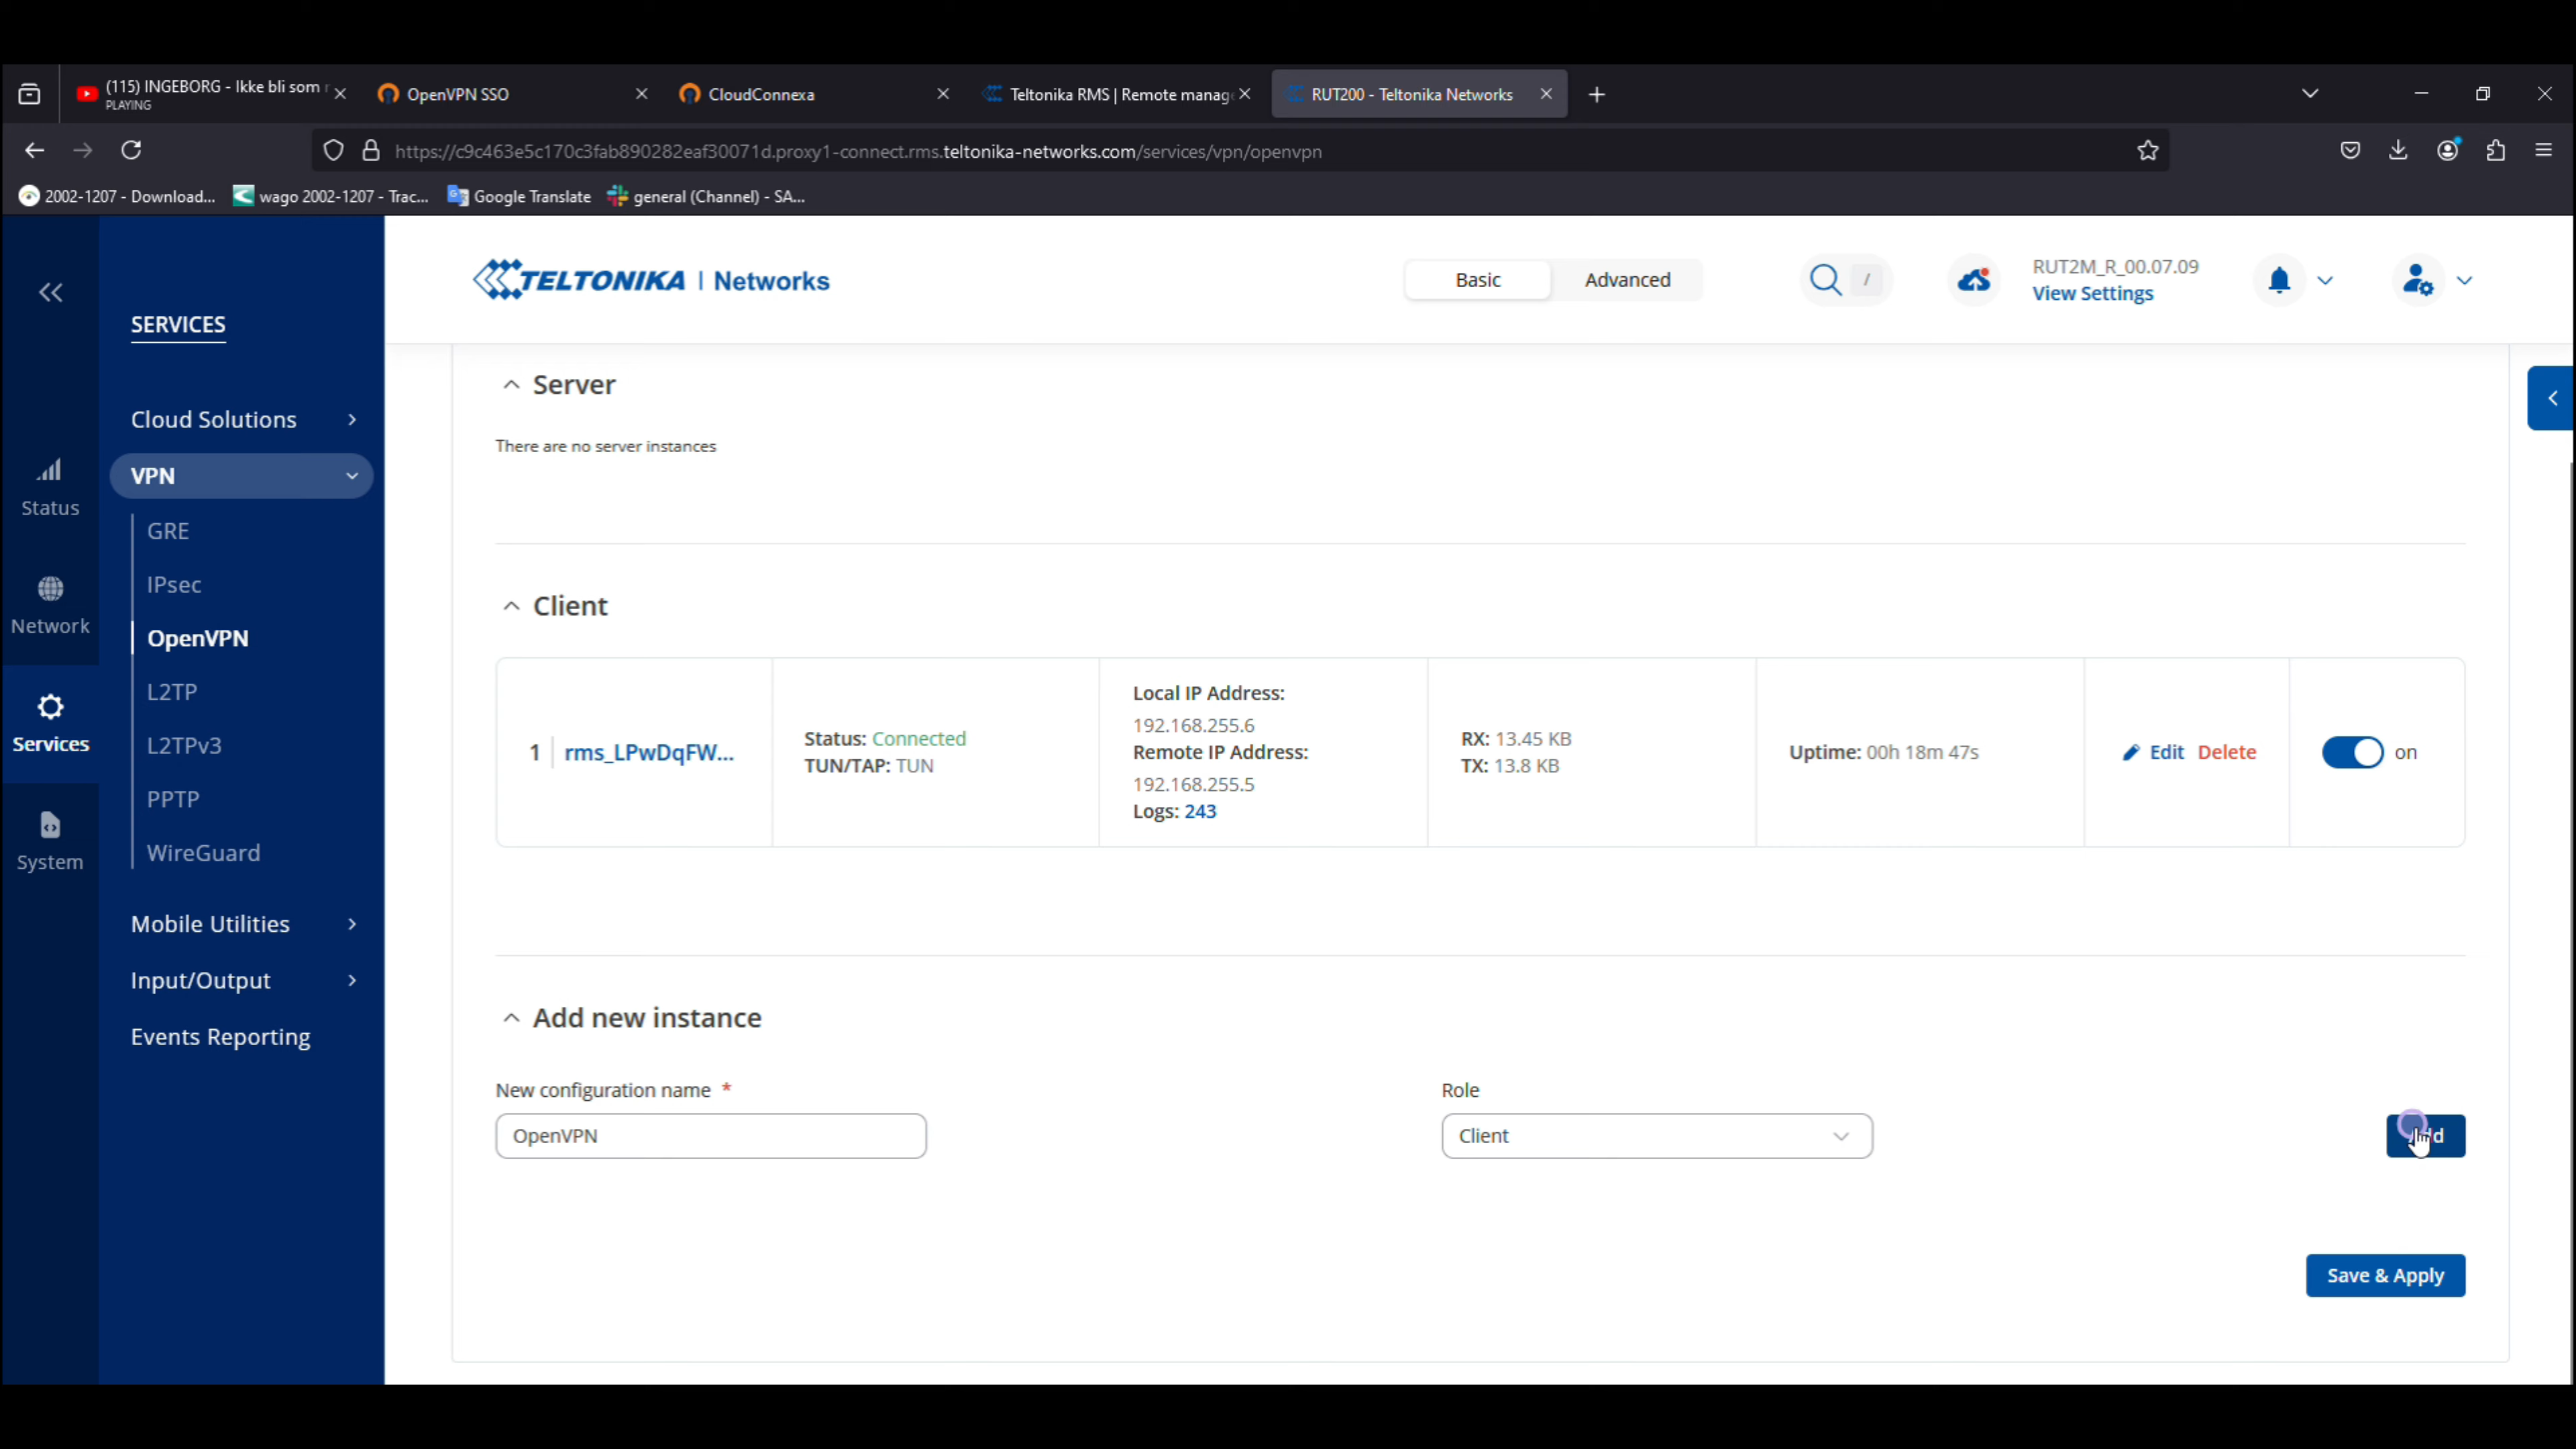 (115) INGEBORG - Ikke bli som
PLAYING
OpenVPN SSO
CloudConnexa
Teltonika RMS | Remote manag
RUT200 - Teltonika Networks
https://c9c463e5c170c3fab890282eaf30071d.proxy1-connect.rms.teltonika-networks.com/services/vpn/openvpn
2002-1207 - Download...
wago 2002-1207 - Trac...
Google Translate
general (Channel) - SA...
TELTONIKA | Networks
Basic
Advanced
/
RUT2M_R_00.07.09
View Settings
SERVICES
Cloud Solutions
VPN
GRE
IPsec
OpenVPN
L2TP
L2TPv3
PPTP
WireGuard
Mobile Utilities
Input/Output
Events Reporting
Status
Network
Services
System
Server
There are no server instances
Client
1
rms_LPwDqFW...
Status: Connected
TUN/TAP: TUN
Local IP Address:
192.168.255.6
Remote IP Address:
192.168.255.5
Logs: 243
RX: 13.45 KB
TX: 13.8 KB
Uptime: 00h 18m 47s
Edit
Delete
on
Add new instance
New configuration name *
OpenVPN
Role
Client
Save & Apply